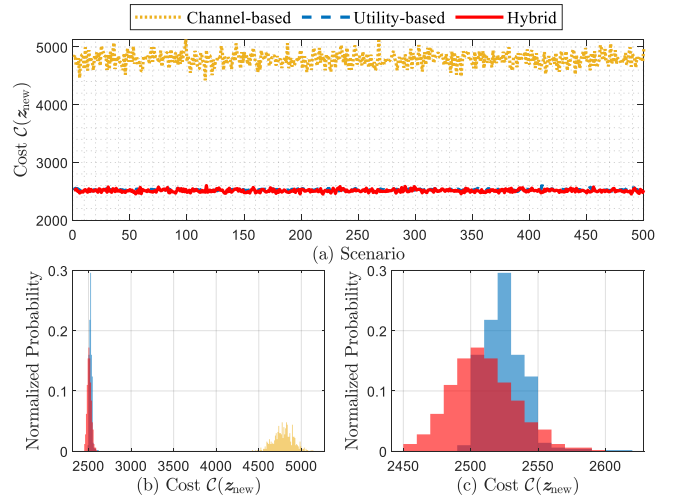 Channel-based Utility-based Hybrid
Cost C(z_new)
5000
4000
3000
2000
0 50 100 150 200 250 300 350 400 450 500
(a) Scenario
Normalized Probability
0.3
0.2
0.1
0
2500 3000 3500 4000 4500 5000
(b) Cost C(z_new)
Normalized Probability
0.3
0.2
0.1
0
2450 2500 2550 2600
(c) Cost C(z_new)